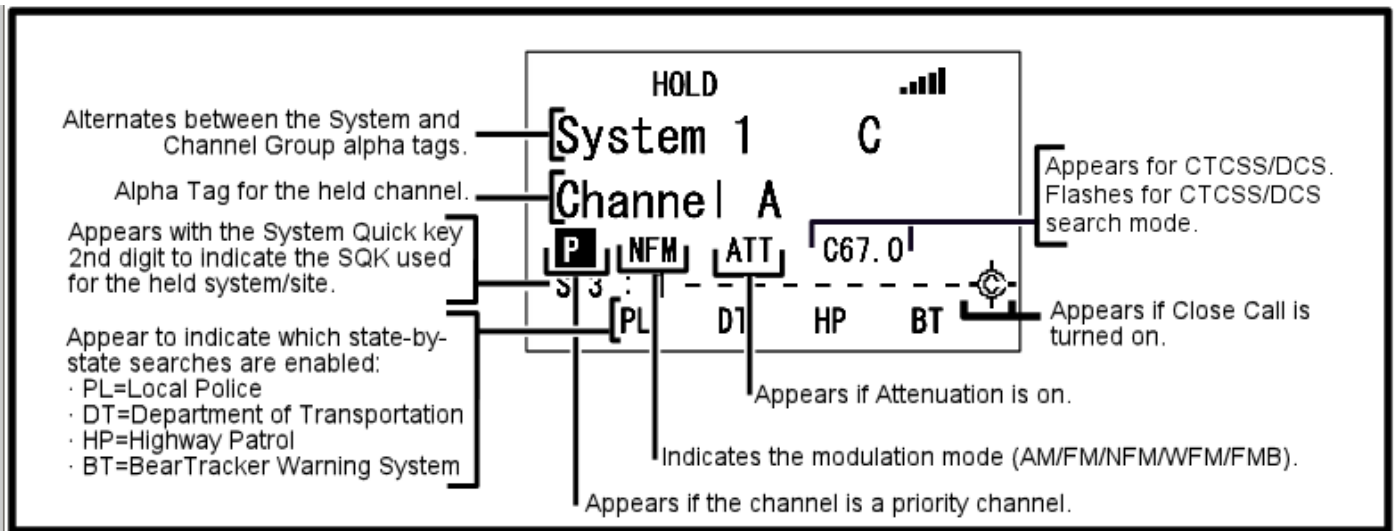 HOLD
System 1 C
Channel A
P NFM ATT C67.0
S 3 :
PL DT HP BT C
Alternates between the System and
Channel Group alpha tags.
Alpha Tag for the held channel.
Appears with the System Quick key
2nd digit to indicate the SQK used
for the held system/site.
Appear to indicate which state-by-
state searches are enabled:
· PL=Local Police
· DT=Department of Transportation
· HP=Highway Patrol
· BT=BearTracker Warning System
Appears for CTCSS/DCS.
Flashes for CTCSS/DCS
search mode.
Appears if Close Call is
turned on.
Appears if Attenuation is on.
Indicates the modulation mode (AM/FM/NFM/WFM/FMB).
Appears if the channel is a priority channel.